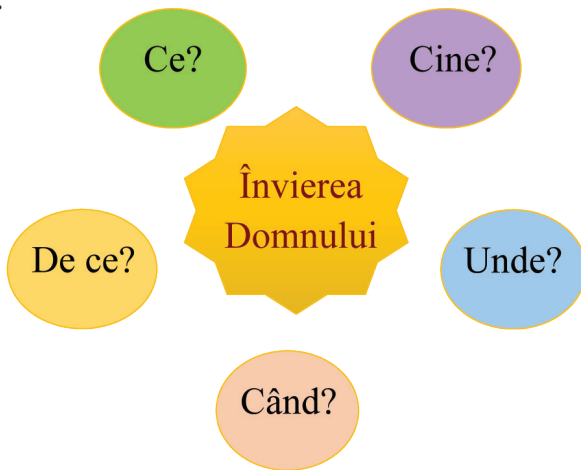 Ce?
Cine?
Învierea
Domnului
De ce?
Unde?
Când?